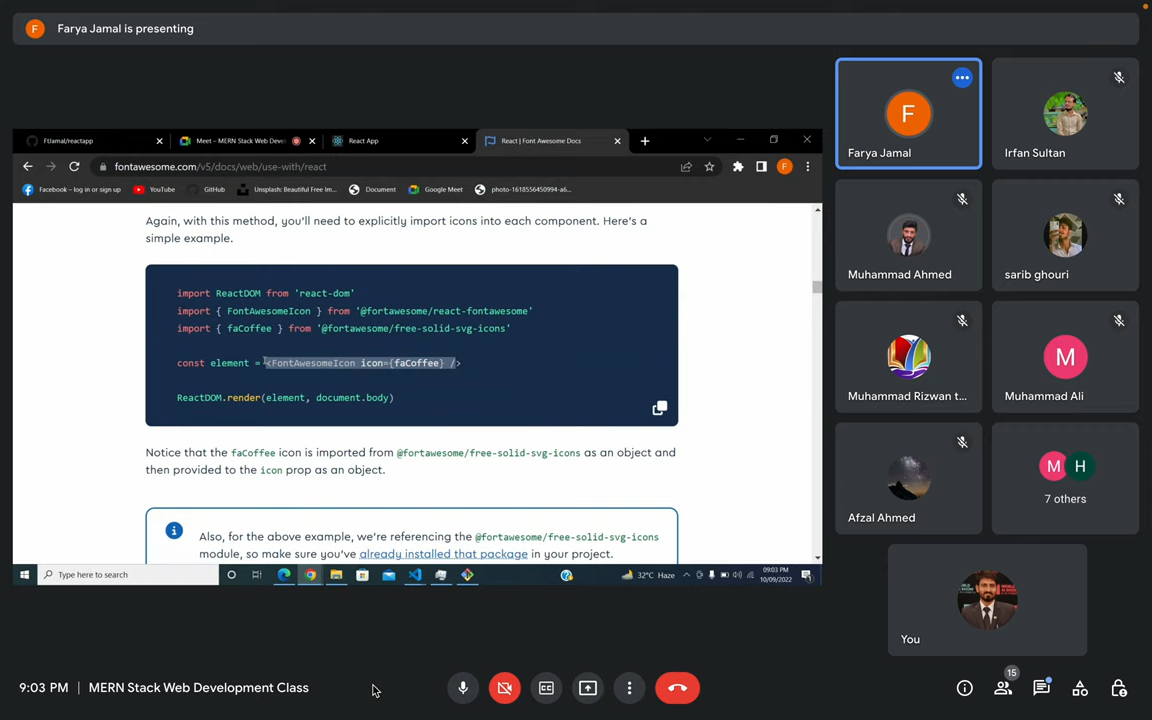 F Farya Jamal is presenting
FtJamal/reactapp
Meet – MERN Stack Web Deve
React App
React | Font Awesome Docs
fontawesome.com/v5/docs/web/use-with/react
F
Facebook – log in or sign up
YouTube
GitHub
Unsplash: Beautiful Free Im...
Document
Google Meet
photo-1618556450994-a6...
Again, with this method, you’ll need to explicitly import icons into each component. Here’s a
simple example.
import ReactDOM from 'react-dom'
import { FontAwesomeIcon } from '@fortawesome/react-fontawesome'
import { faCoffee } from '@fortawesome/free-solid-svg-icons'
const element = <FontAwesomeIcon icon={faCoffee} />
ReactDOM.render(element, document.body)
Notice that the faCoffee icon is imported from @fortawesome/free-solid-svg-icons as an object and
then provided to the icon prop as an object.
Also, for the above example, we’re referencing the @fortawesome/free-solid-svg-icons
module, so make sure you’ve already installed that package in your project.
Type here to search
32°C Haze
09:03 PM
10/09/2022
F
Farya Jamal
Irfan Sultan
Muhammad Ahmed
sarib ghouri
Muhammad Rizwan t...
M
Muhammad Ali
Afzal Ahmed
M H
7 others
You
9:03 PM | MERN Stack Web Development Class
15